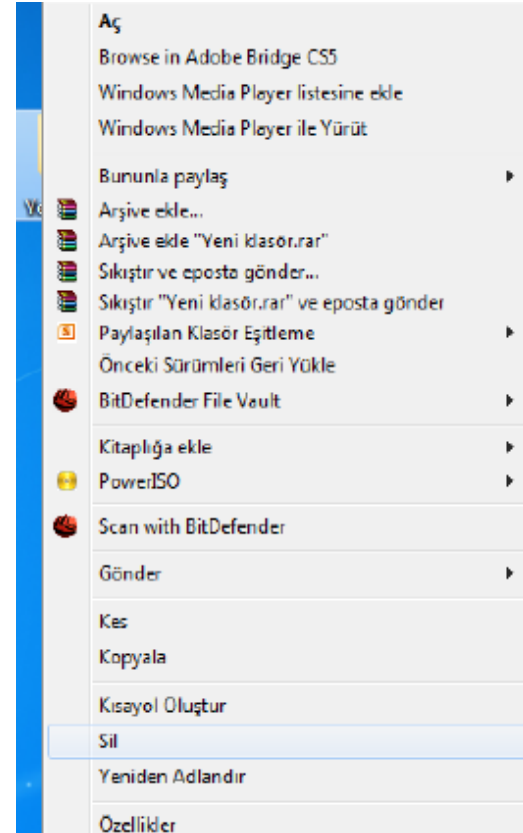 Aç
Browse in Adobe Bridge CS5
Windows Media Player listesine ekle
Windows Media Player ile Yürüt
Bununla paylaş
Arşive ekle...
Arşive ekle "Yeni klasör.rar"
Sıkıştır ve eposta gönder...
Sıkıştır "Yeni klasör.rar" ve eposta gönder
Paylaşılan Klasör Eşitleme
Önceki Sürümleri Geri Yükle
BitDefender File Vault
Kitaplığa ekle
PowerISO
Scan with BitDefender
Gönder
Kes
Kopyala
Kısayol Oluştur
Sil
Yeniden Adlandır
Özellikler